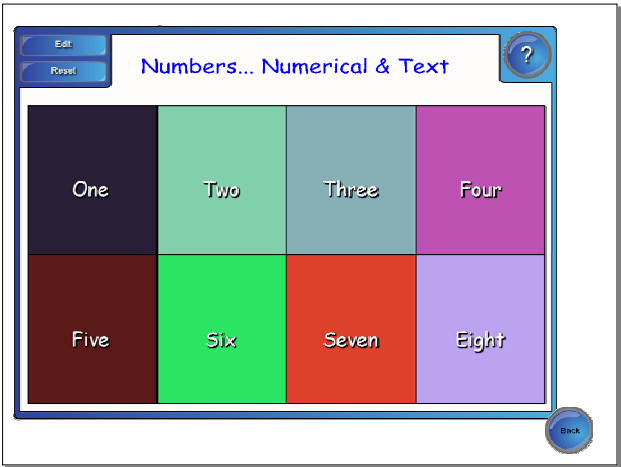 Edit
Reset
Numbers... Numerical & Text
?
One Two Three Four
Five Six Seven Eight
Back